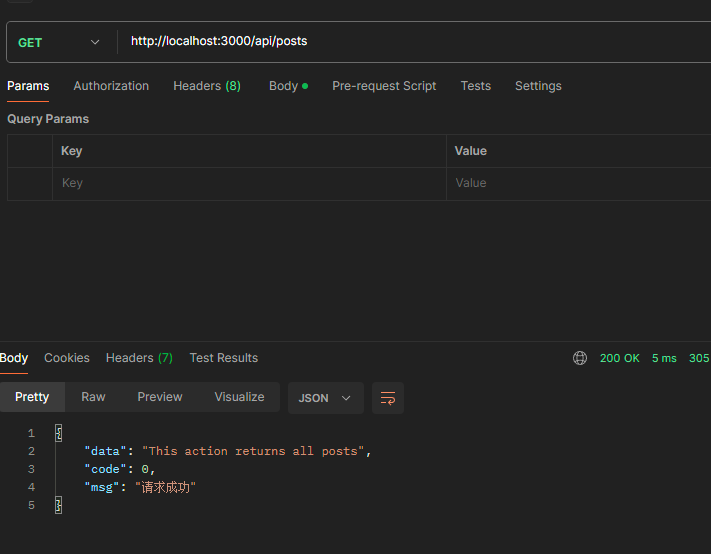 GET http://localhost:3000/api/posts
Params Authorization Headers (8) Body Pre-request Script Tests Settings
Query Params
Key Value
Key Value
Body Cookies Headers (7) Test Results 200 OK 5 ms 305
Pretty Raw Preview Visualize JSON
1 {
2 "data": "This action returns all posts",
3 "code": 0,
4 "msg": "请求成功"
5 }